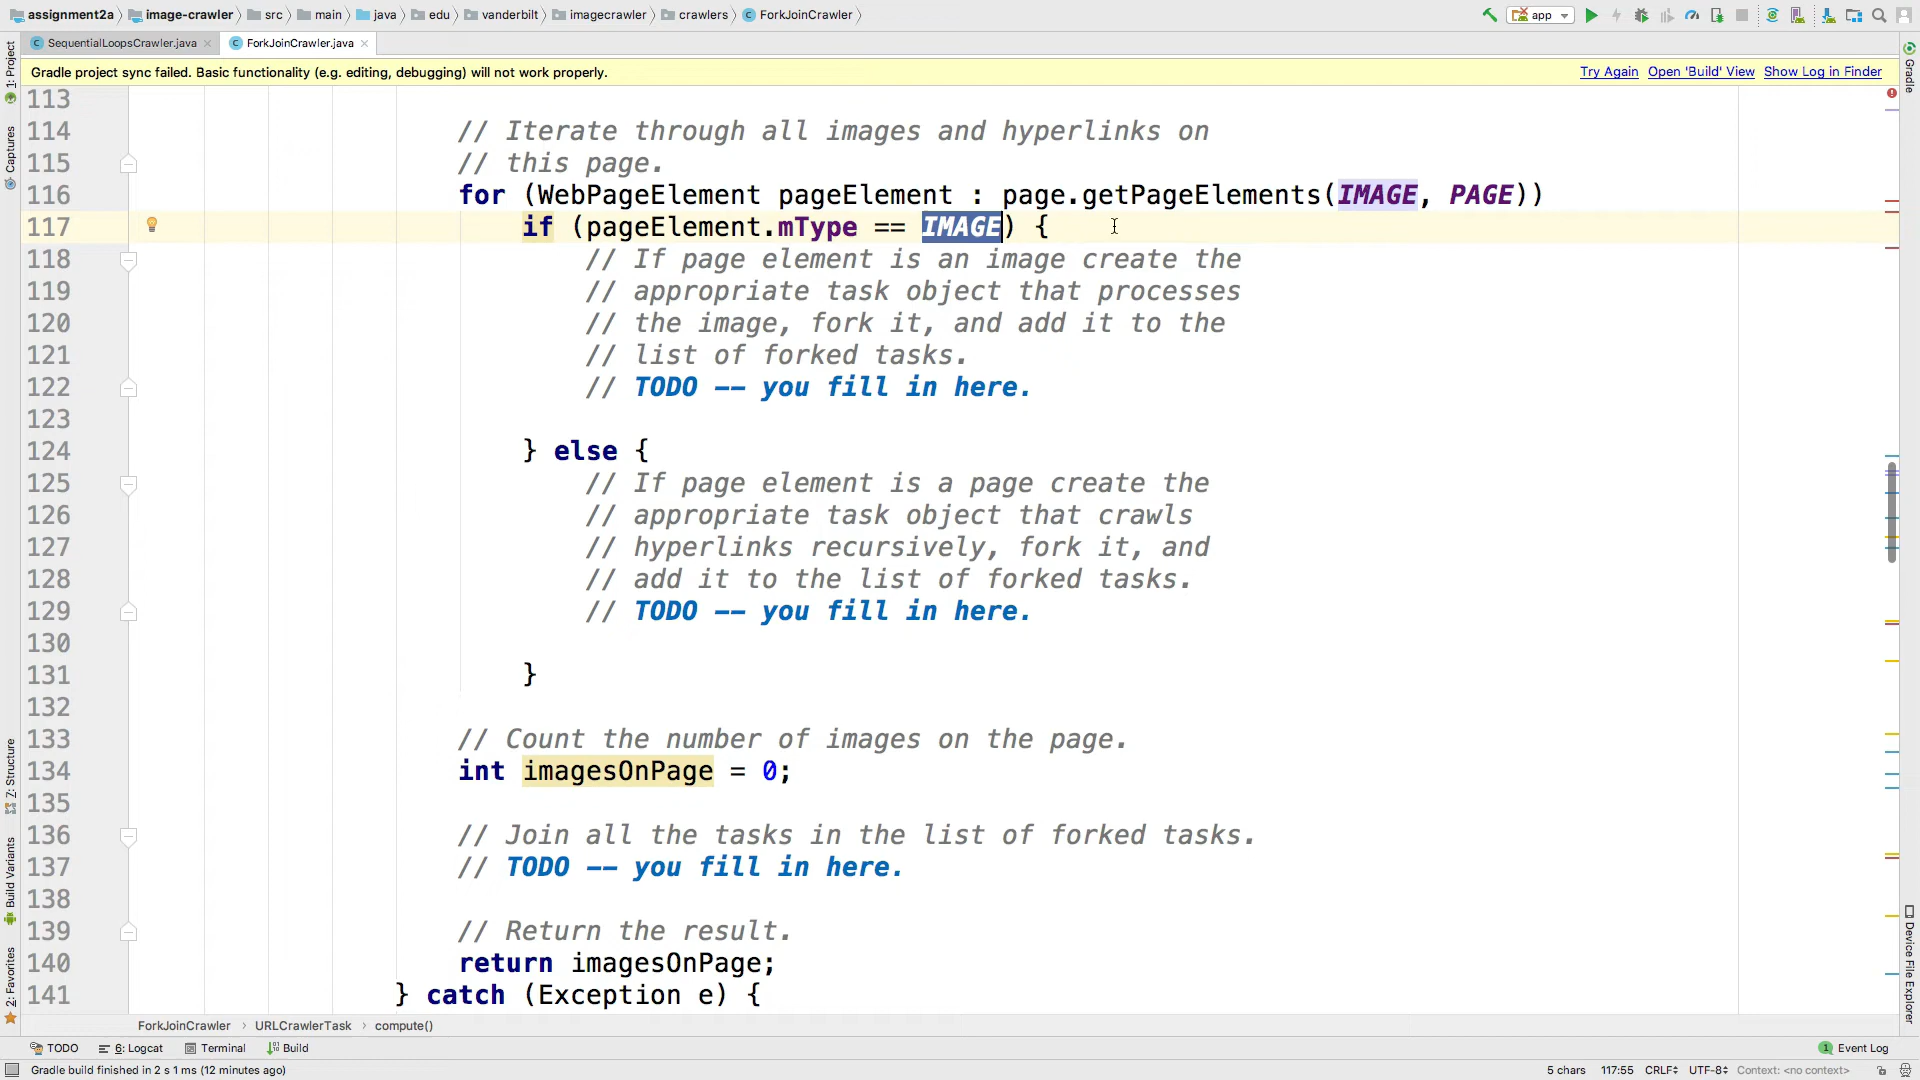 assignment2a image-crawler src main java edu vanderbilt imagecrawler crawlers ForkJoinCrawler app
SequentialLoopsCrawler.java ForkJoinCrawler.java
Gradle project sync failed. Basic functionality (e.g. editing, debugging) will not work properly. Try Again Open 'Build' View Show Log in Finder
1: Project
Captures
7: Structure
Build Variants
2: Favorites
Gradle
Device File Explorer
113
114 // Iterate through all images and hyperlinks on
115 // this page.
116 for (WebPageElement pageElement : page.getPageElements(IMAGE, PAGE))
117 if (pageElement.mType == IMAGE) {
118 // If page element is an image create the
119 // appropriate task object that processes
120 // the image, fork it, and add it to the
121 // list of forked tasks.
122 // TODO -- you fill in here.
123
124 } else {
125 // If page element is a page create the
126 // appropriate task object that crawls
127 // hyperlinks recursively, fork it, and
128 // add it to the list of forked tasks.
129 // TODO -- you fill in here.
130
131 }
132
133 // Count the number of images on the page.
134 int imagesOnPage = 0;
135
136 // Join all the tasks in the list of forked tasks.
137 // TODO -- you fill in here.
138
139 // Return the result.
140 return imagesOnPage;
141 } catch (Exception e) {
ForkJoinCrawler › URLCrawlerTask › compute()
TODO 6: Logcat Terminal Build 1 Event Log
Gradle build finished in 2 s 1 ms (12 minutes ago) 5 chars 117:55 CRLF UTF-8 Context: <no context>